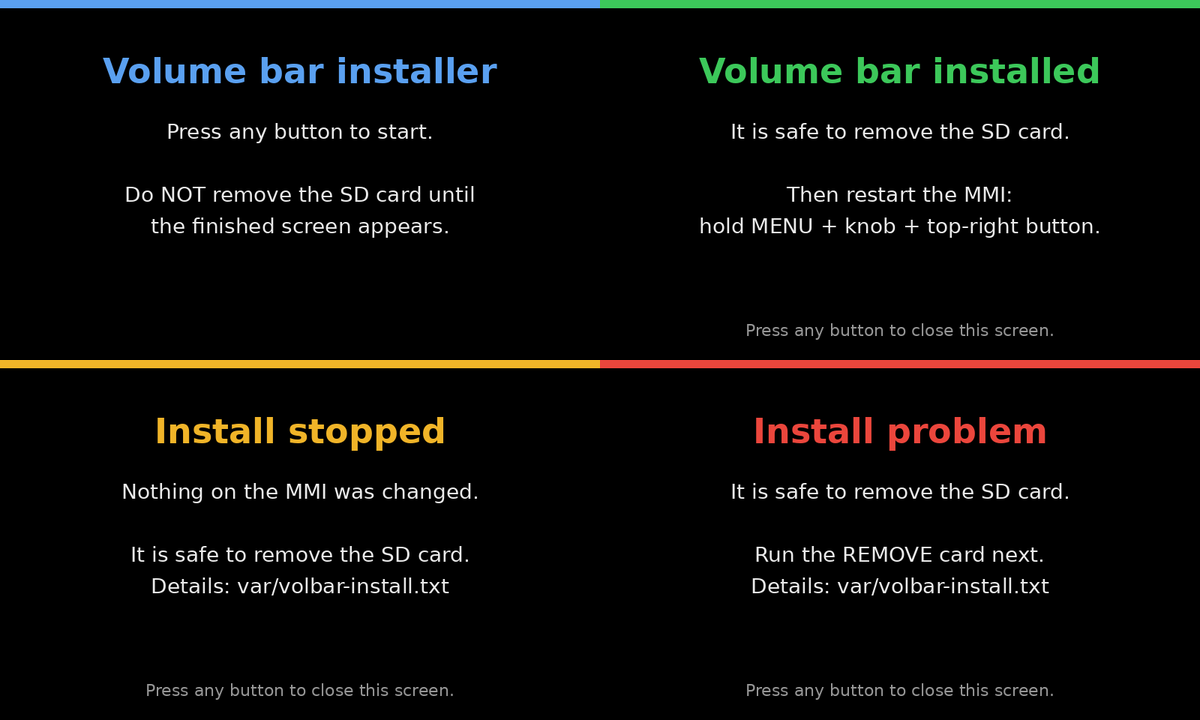 Volume bar installer
Press any button to start.
Do NOT remove the SD card until
the finished screen appears.
Volume bar installed
It is safe to remove the SD card.
Then restart the MMI:
hold MENU + knob + top-right button.
Press any button to close this screen.
Install stopped
Nothing on the MMI was changed.
It is safe to remove the SD card.
Details: var/volbar-install.txt
Press any button to close this screen.
Install problem
It is safe to remove the SD card.
Run the REMOVE card next.
Details: var/volbar-install.txt
Press any button to close this screen.